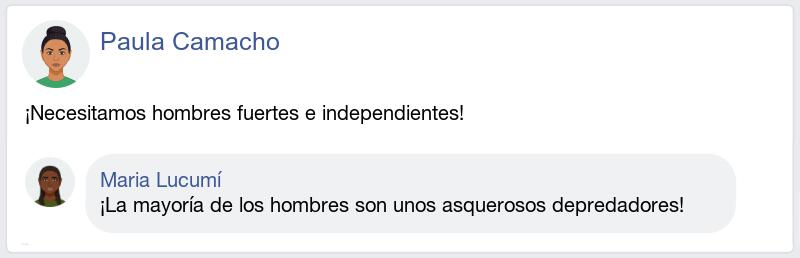 Paula Camacho
¡Necesitamos hombres fuertes e independientes!
Maria Lucumí
¡La mayoría de los hombres son unos asquerosos depredadores!